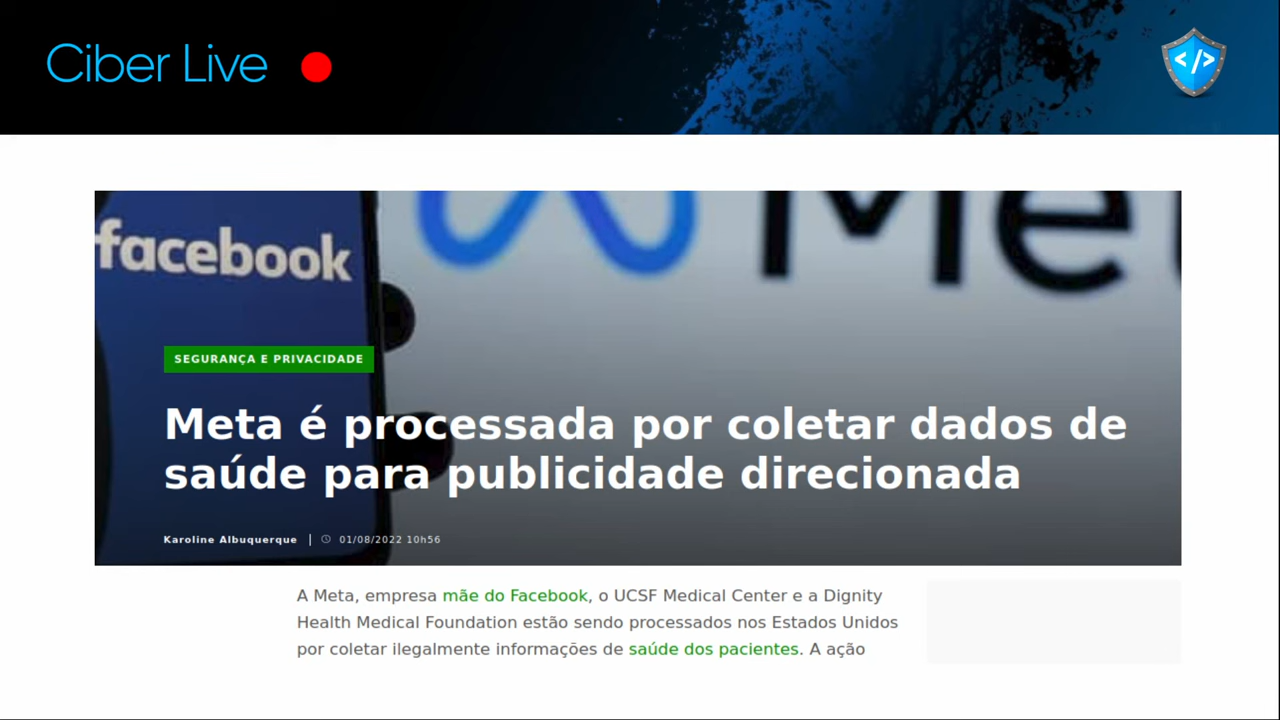 Ciber Live
</>
facebook
Me
SEGURANÇA E PRIVACIDADE
Meta é processada por coletar dados de
saúde para publicidade direcionada
Karoline Albuquerque | 01/08/2022 10h56
A Meta, empresa mãe do Facebook, o UCSF Medical Center e a Dignity
Health Medical Foundation estão sendo processados nos Estados Unidos
por coletar ilegalmente informações de saúde dos pacientes. A ação